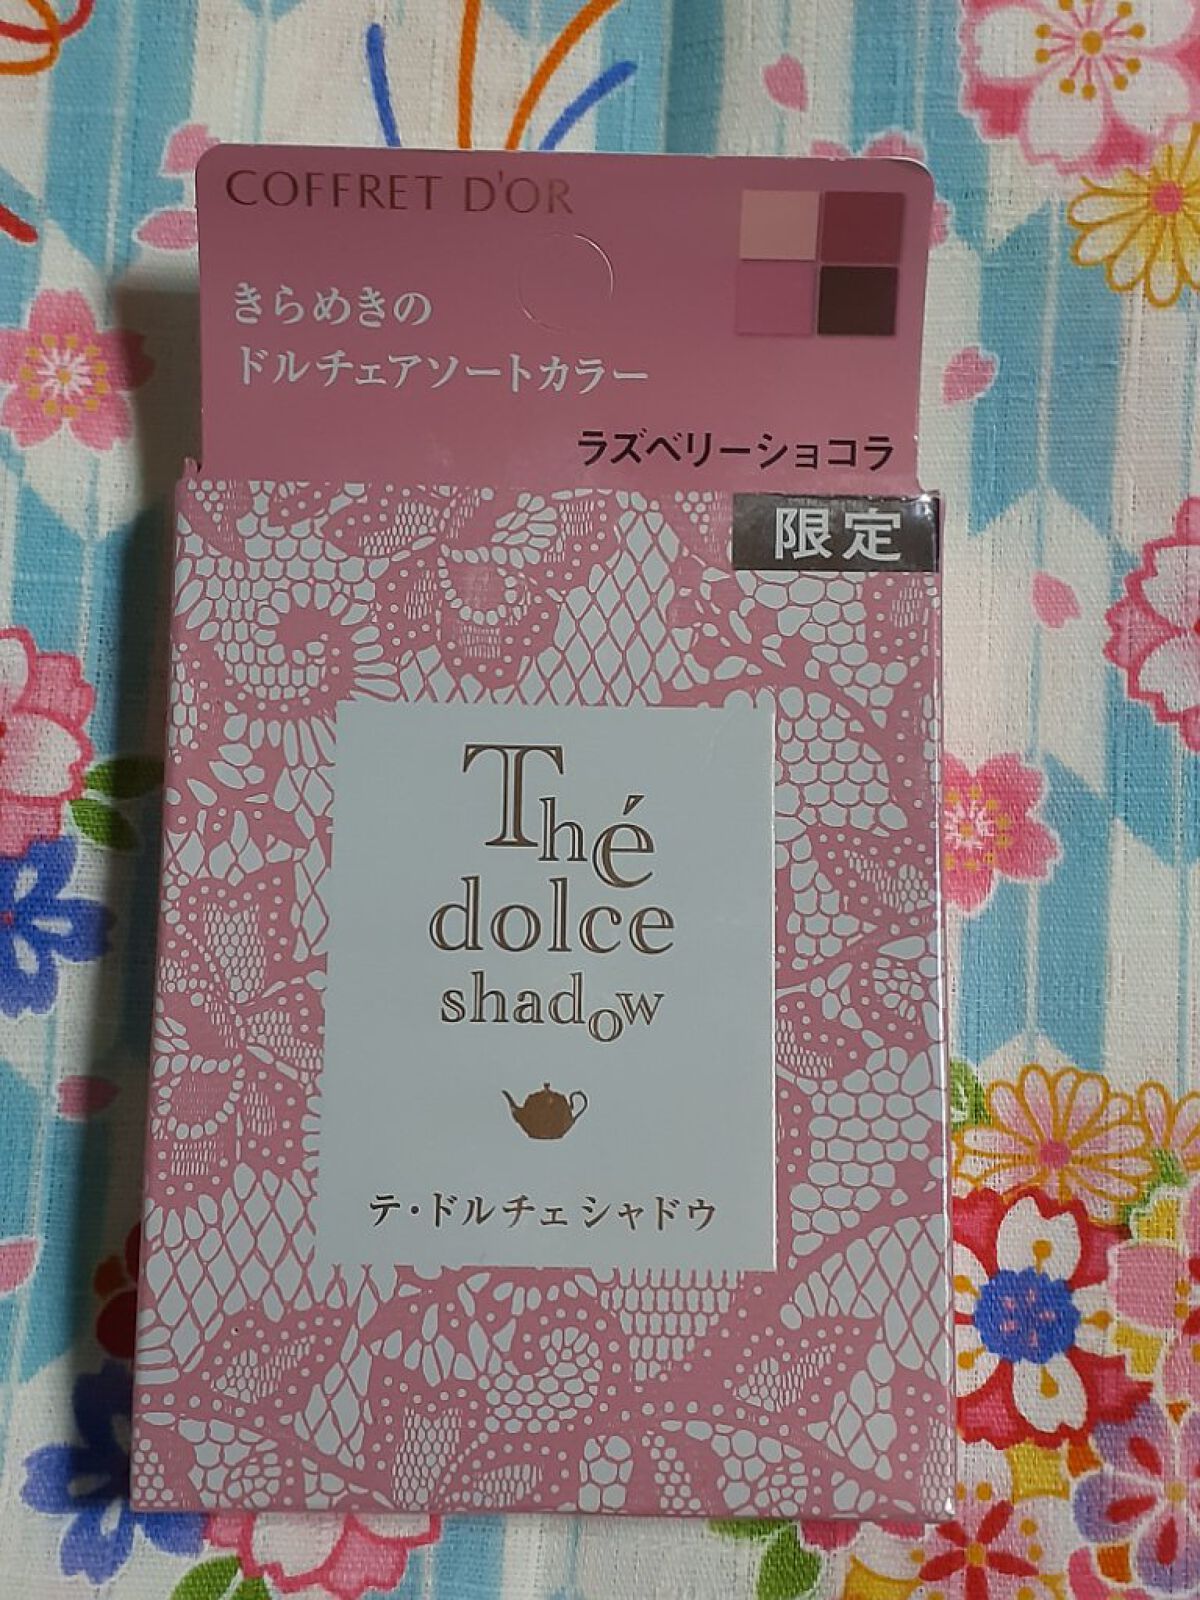 COFFRET D'OR
きらめきの
ドルチェアソートカラー
ラズベリーショコラ
限定
Thé
dolce
shadow
テ・ドルチェ シャドウ